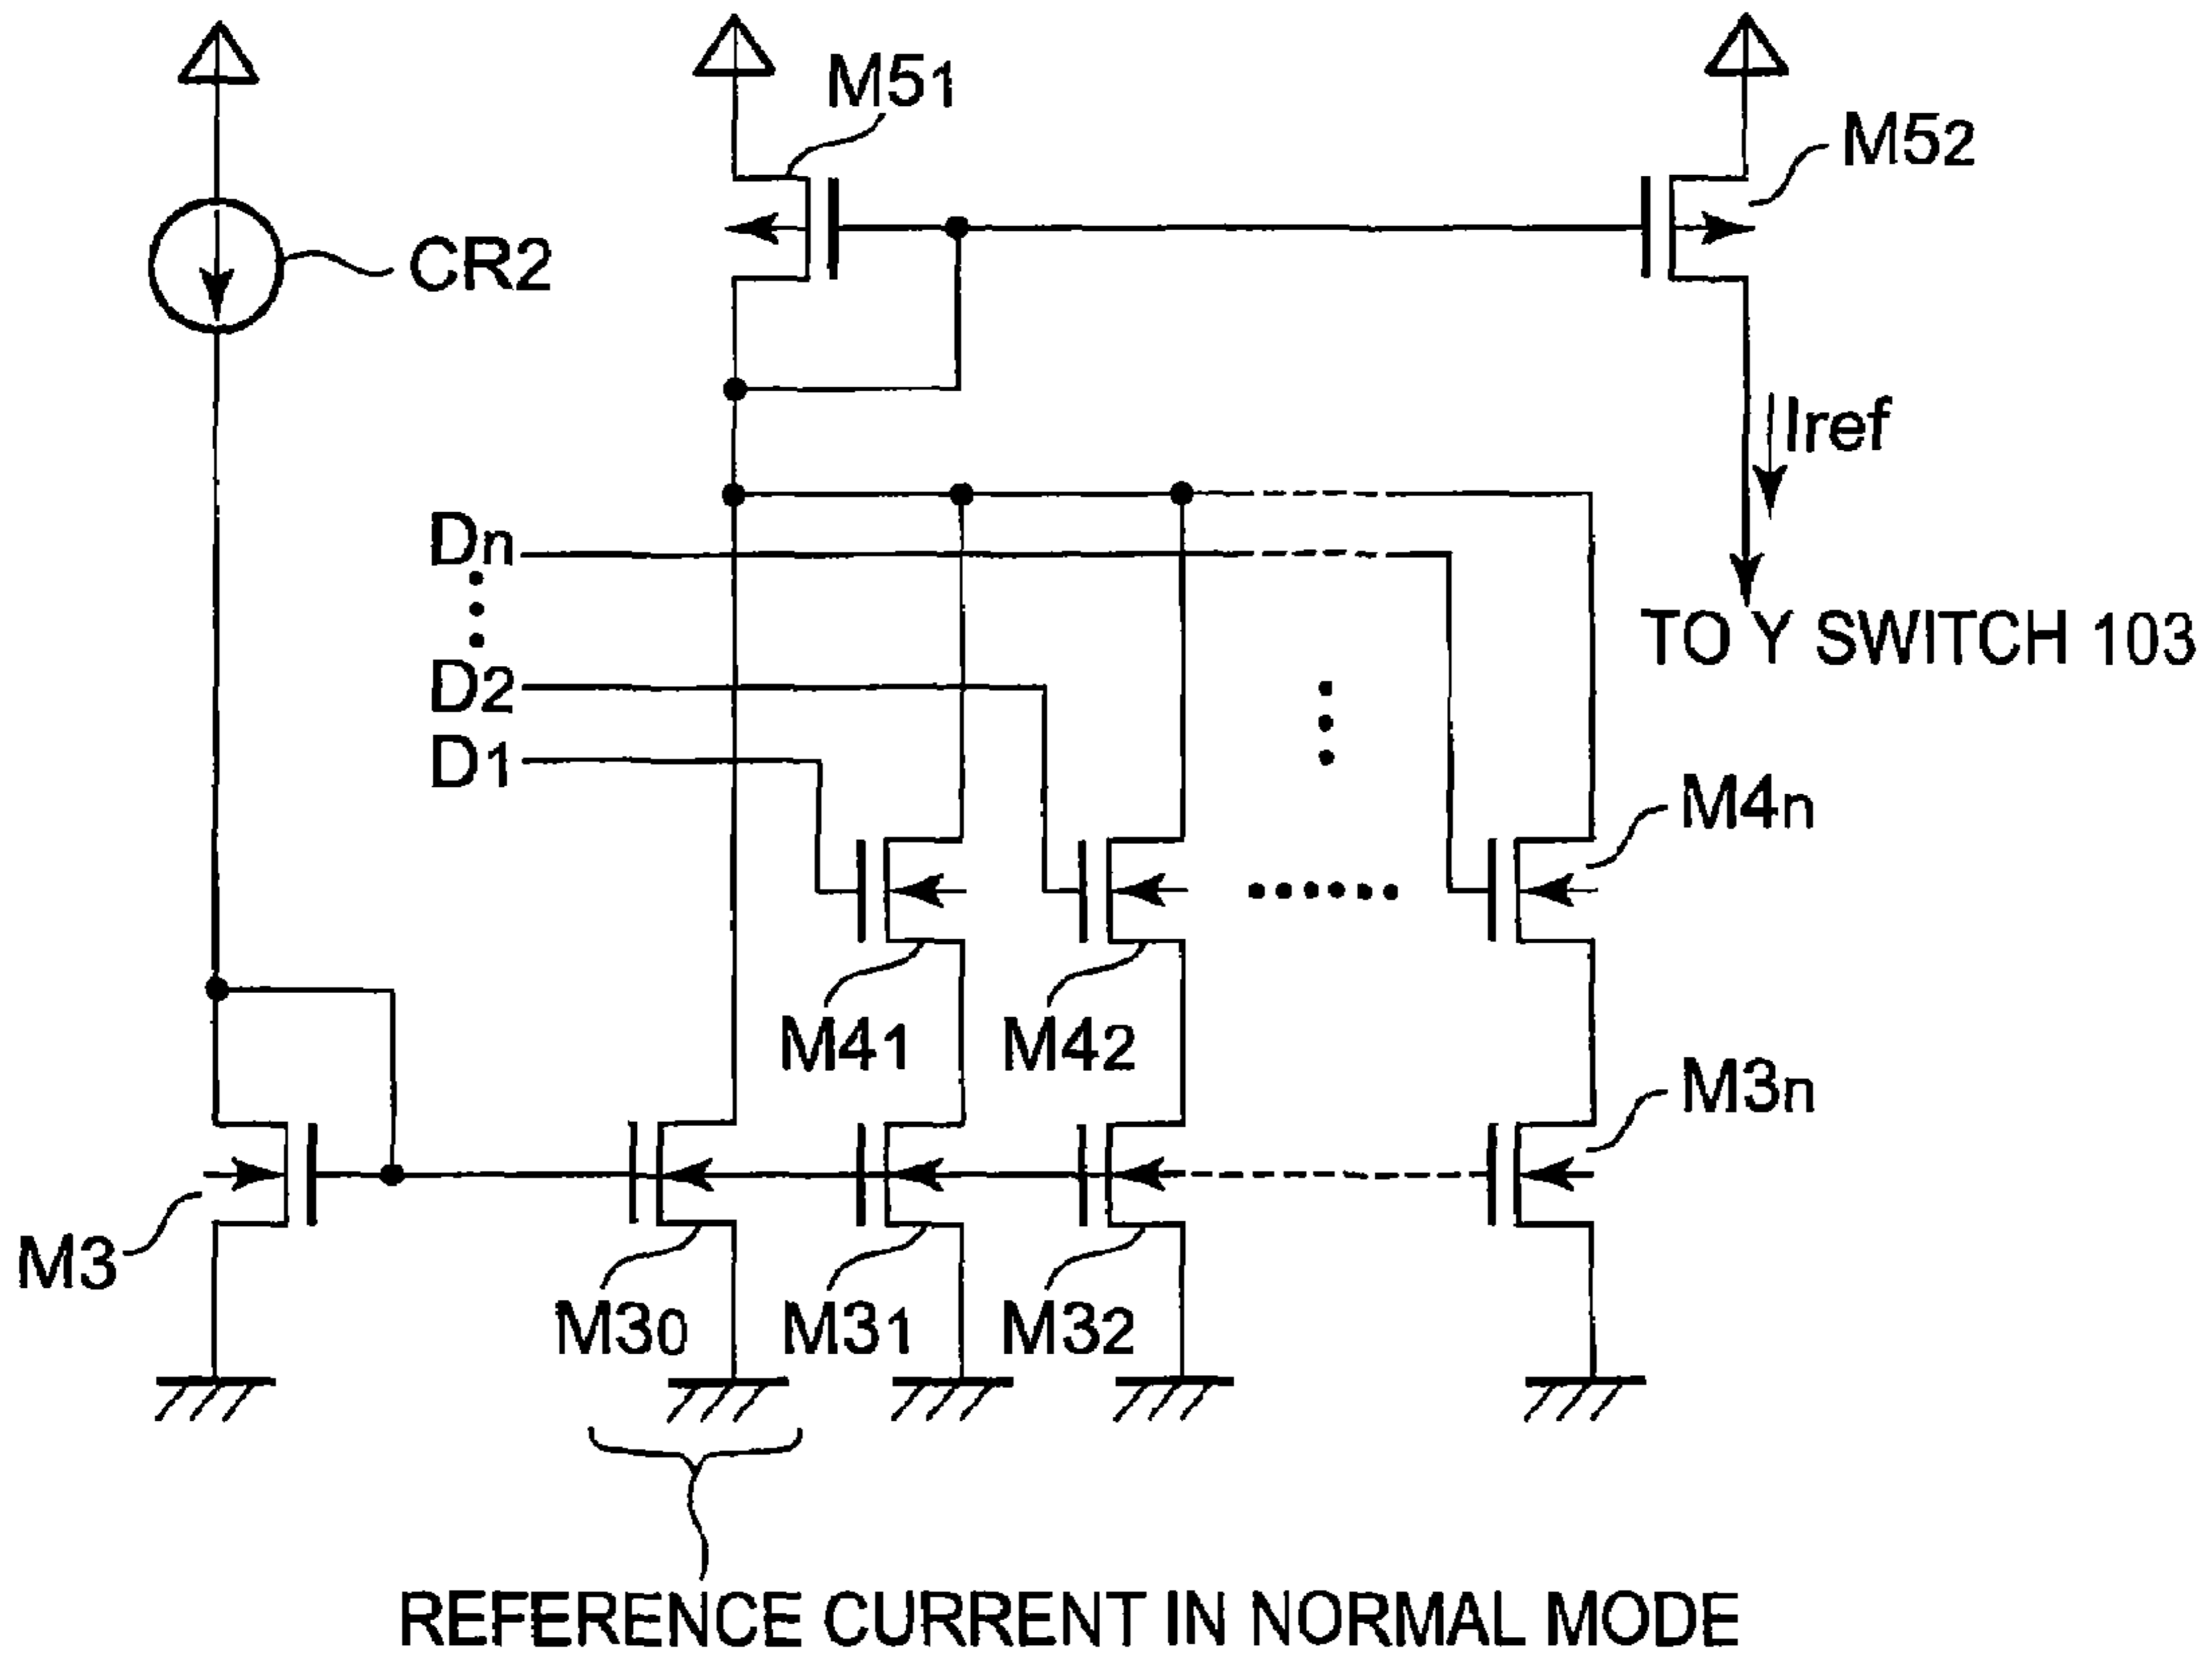 M51
M52
CR2
Iref
Dn
TO Y SWITCH 103
D2
D1
M4n
M41
M42
M3n
M3
M30
M31
M32
REFERENCE CURRENT IN NORMAL MODE